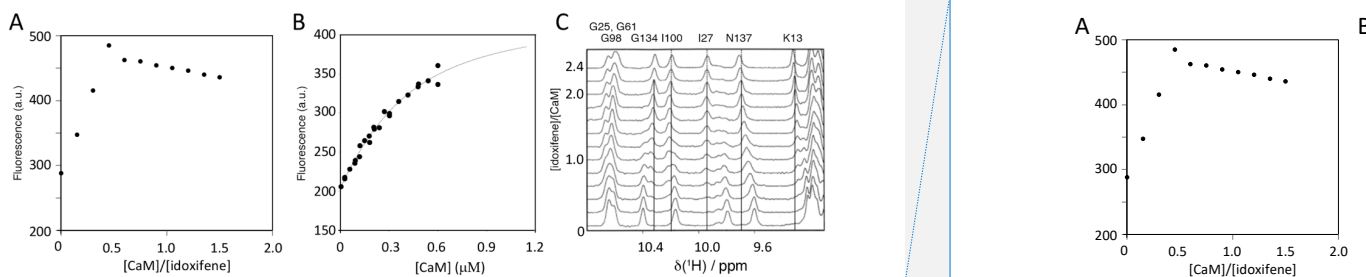 A
Fluorescence (a.u.)
500
400
300
200
0
0.5
1.0
1.5
2.0
[CaM]/[idoxifene]
B
Fluorescence (a.u.)
400
350
300
250
200
150
0
0.3
0.6
0.9
1.2
[CaM] (μM)
C
G25, G61
G98 G134 I100 I27 N137 K13
[idoxifene]/[CaM]
2.4
2.0
1.0
0
10.4 10.0 9.6
δ(¹H) / ppm
A
Fluorescence (a.u.)
500
400
300
200
0
0.5
1.0
1.5
2.0
[CaM]/[idoxifene]
B